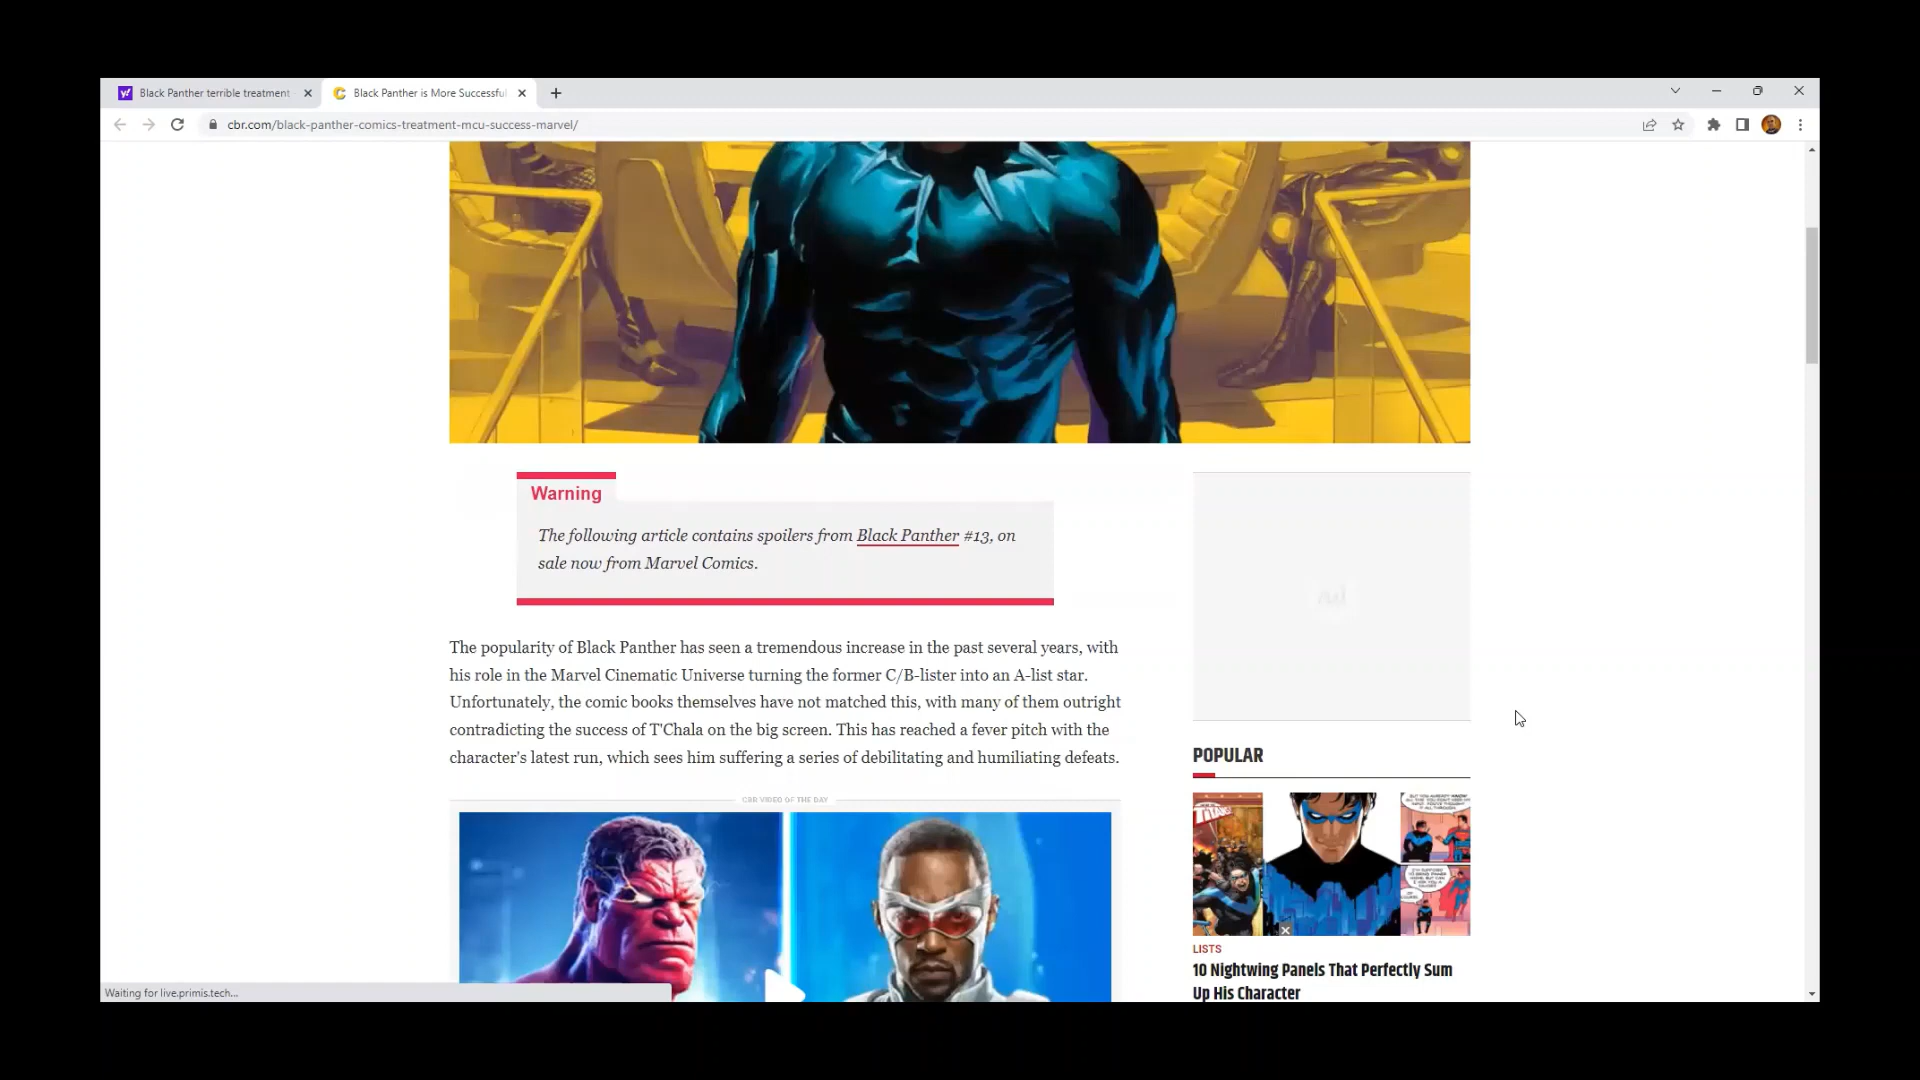 Black Panther terrible treatment
Black Panther is More Successful
cbr.com/black-panther-comics-treatment-mcu-success-marvel/
Warning
The following article contains spoilers from Black Panther #13, on
sale now from Marvel Comics.
The popularity of Black Panther has seen a tremendous increase in the past several years, with
his role in the Marvel Cinematic Universe turning the former C/B-lister into an A-list star.
Unfortunately, the comic books themselves have not matched this, with many of them outright
contradicting the success of T'Chala on the big screen. This has reached a fever pitch with the
character's latest run, which sees him suffering a series of debilitating and humiliating defeats.
CBR VIDEO OF THE DAY
POPULAR
LISTS
10 Nightwing Panels That Perfectly Sum
Up His Character
Waiting for live.primis.tech...